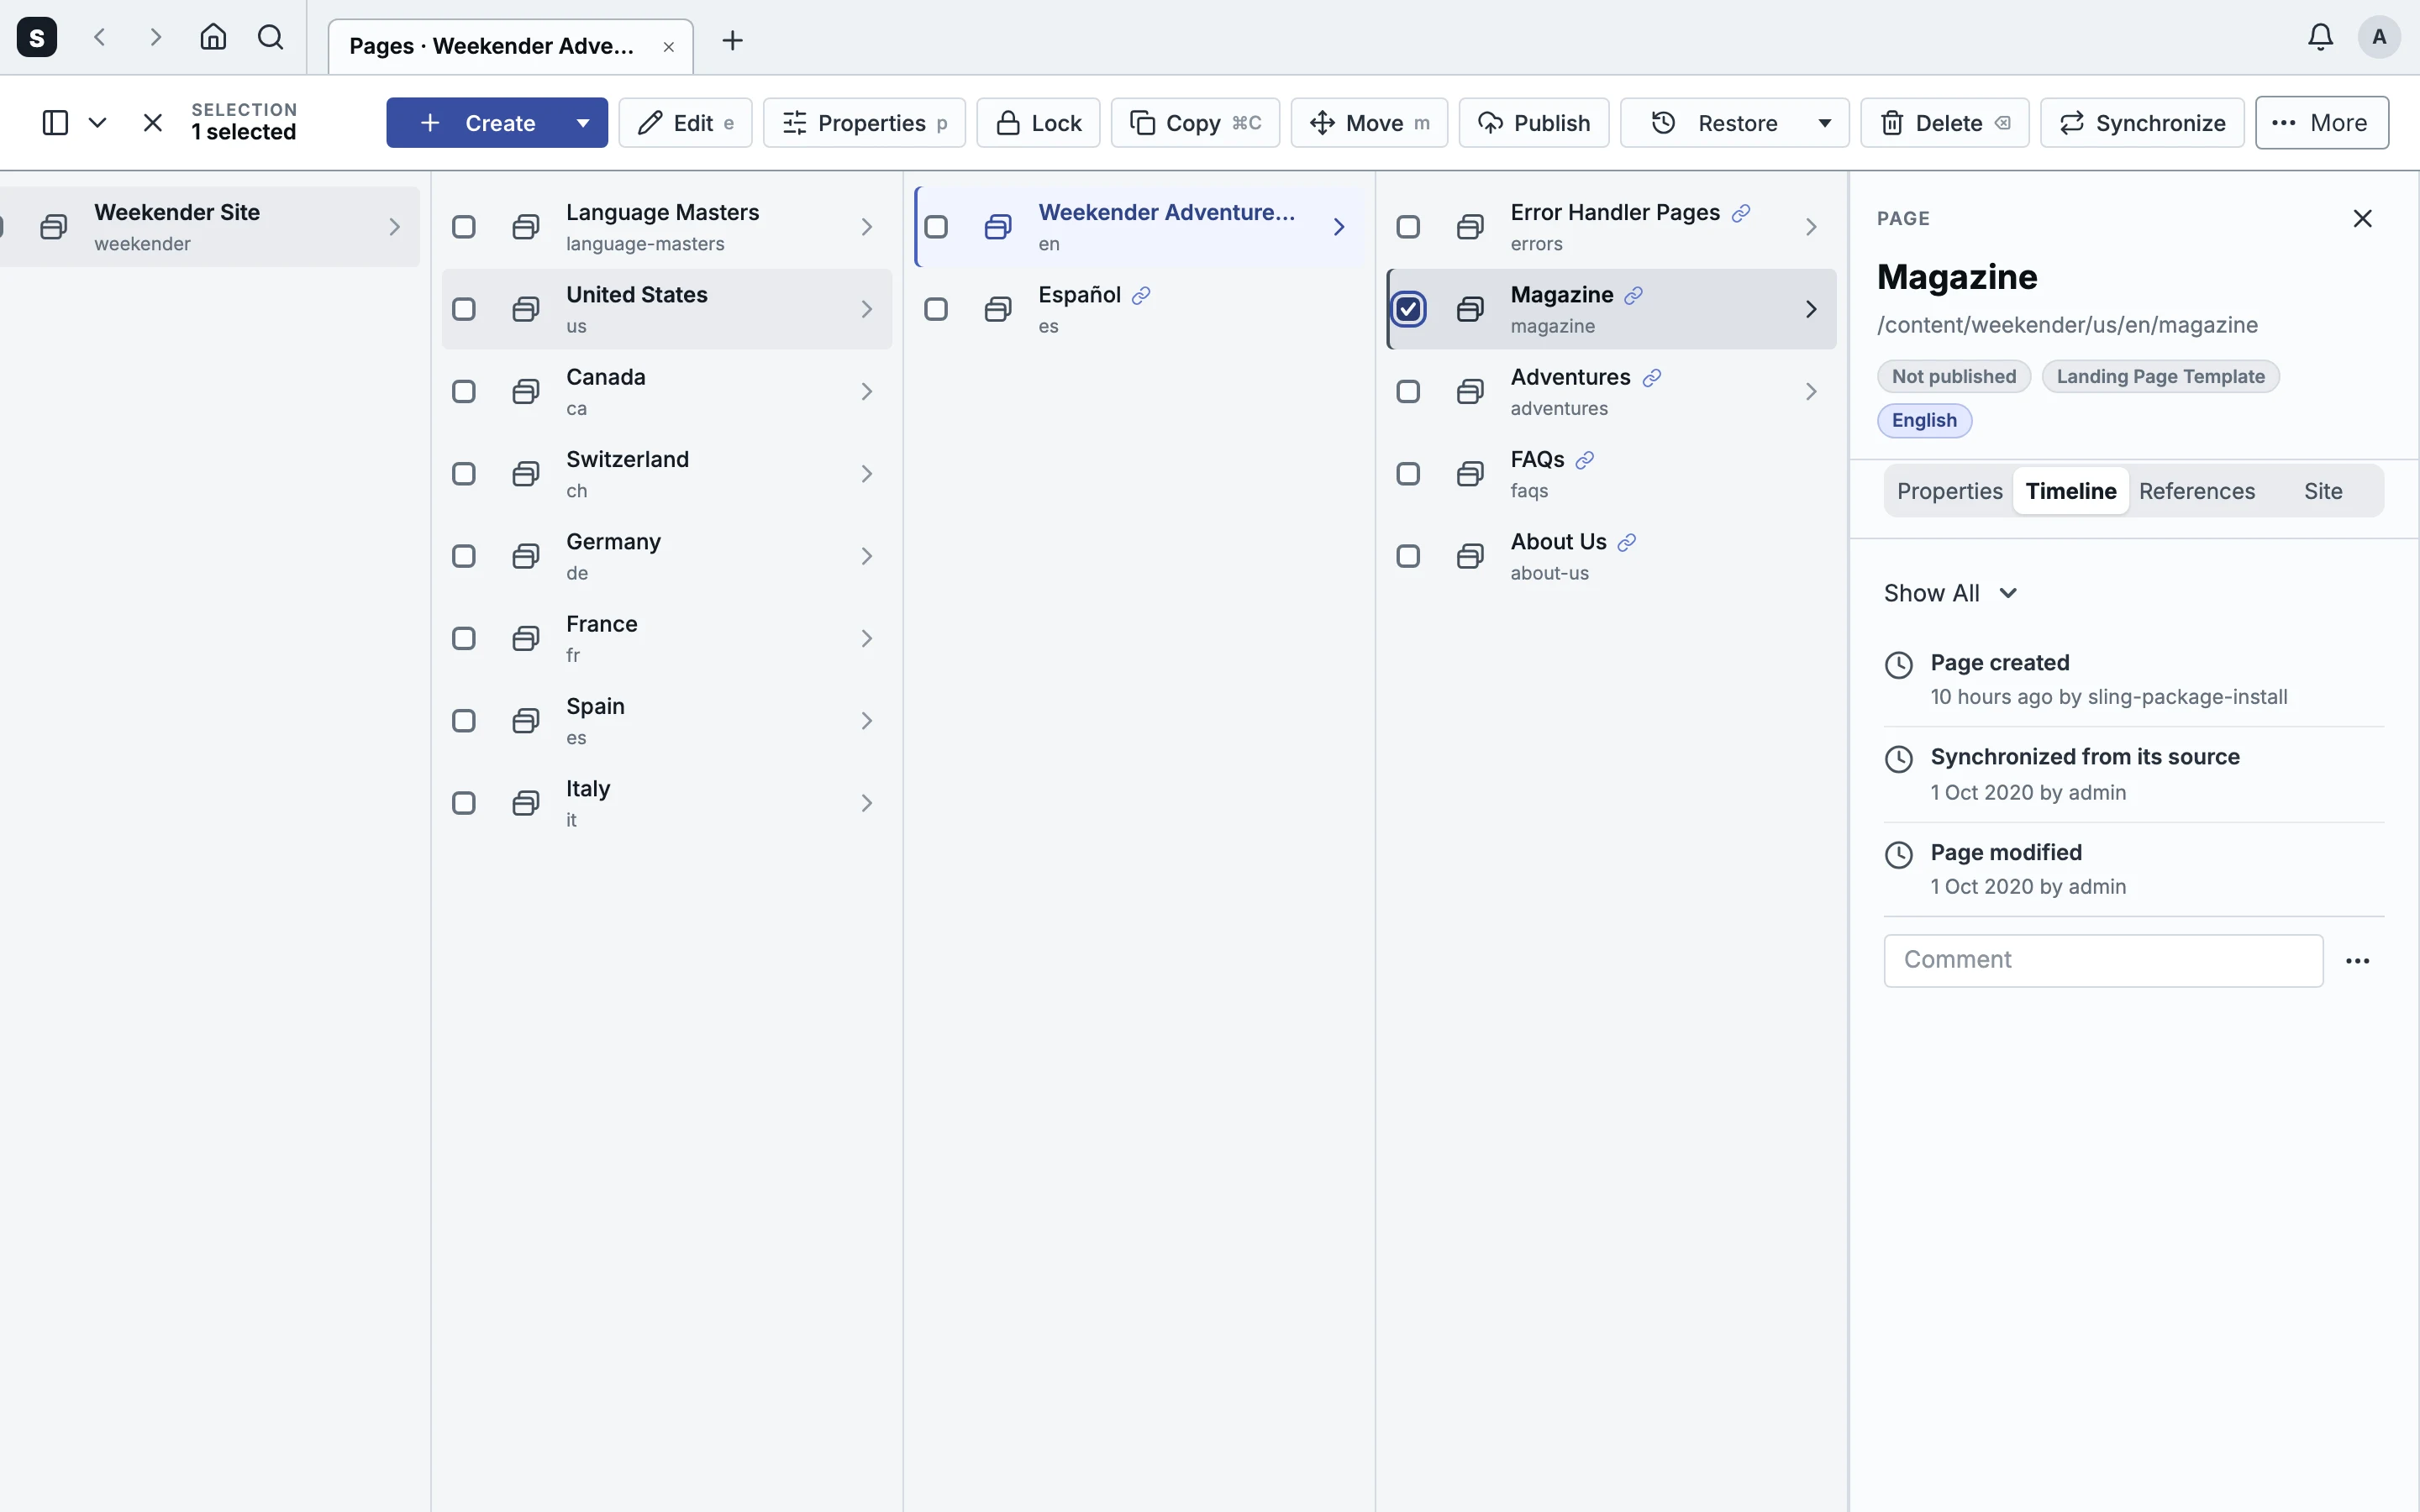 S
Pages · Weekender Adve...
A
SELECTION
1 selected
Create
Edit e
Properties p
Lock
Copy ⌘C
Move m
Publish
Restore
Delete
Synchronize
More
Weekender Site
weekender
Language Masters
language-masters
United States
us
Canada
ca
Switzerland
ch
Germany
de
France
fr
Spain
es
Italy
it
Weekender Adventure...
en
Español
es
Error Handler Pages
errors
Magazine
magazine
Adventures
adventures
FAQs
faqs
About Us
about-us
PAGE
Magazine
/content/weekender/us/en/magazine
Not published
Landing Page Template
English
Properties
Timeline
References
Site
Show All
Page created
10 hours ago by sling-package-install
Synchronized from its source
1 Oct 2020 by admin
Page modified
1 Oct 2020 by admin
Comment